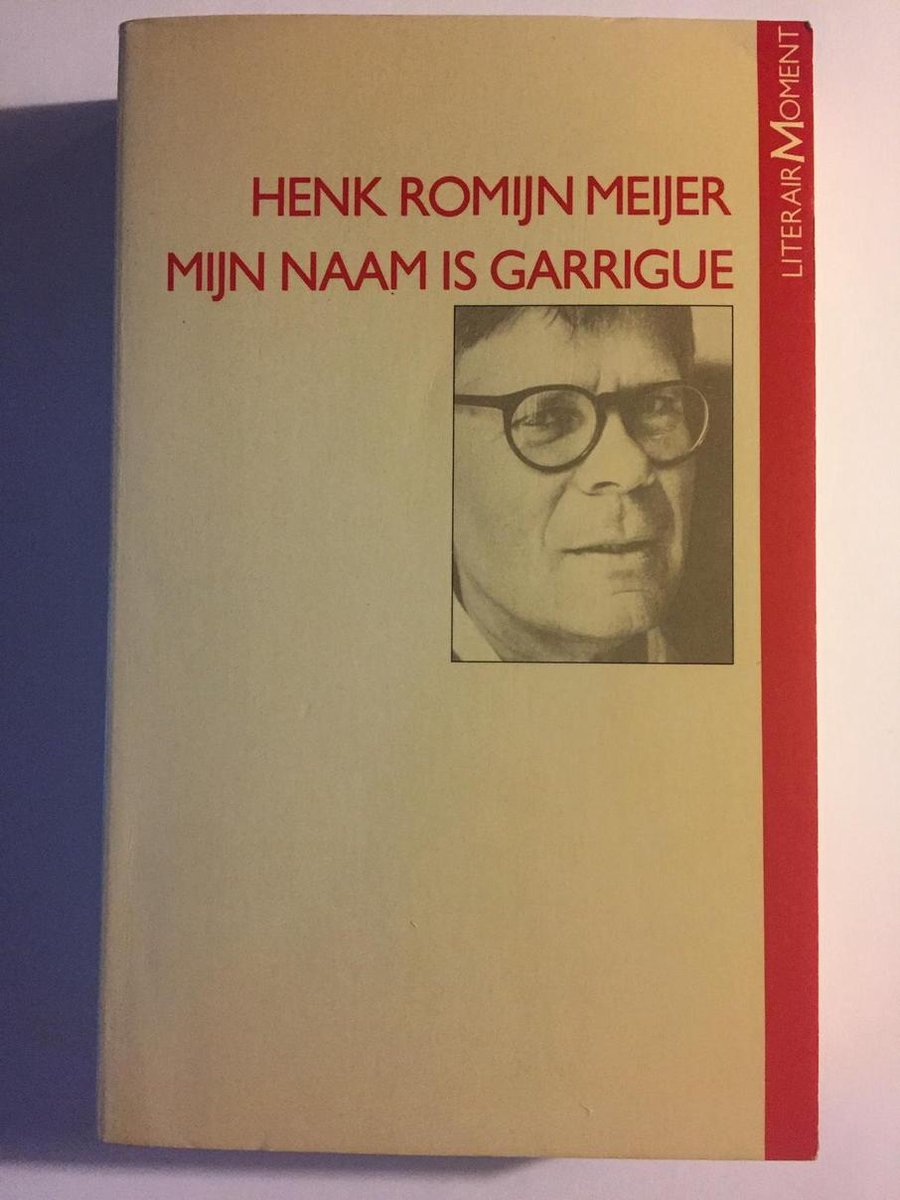 HENK ROMIJN MEIJER
MIJN NAAM IS GARRIGUE
LITERAIR MOMENT